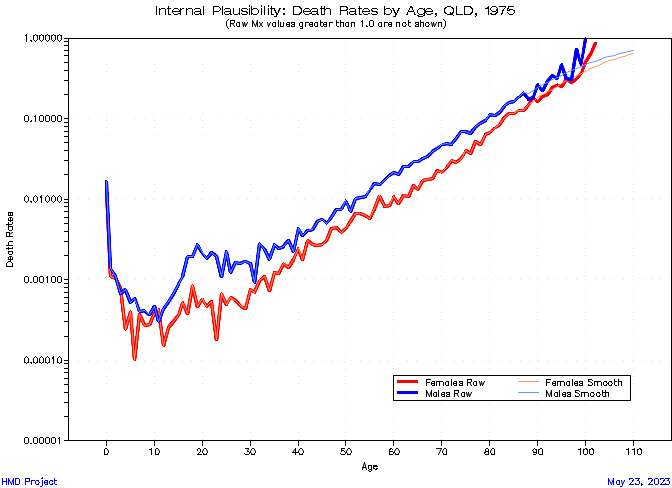 Internal Plausibility: Death Rates by Age, QLD, 1975
(Raw Mx values greater than 1.0 are not shown)
1.00000
0.10000
0.01000
0.00100
0.00010
0.00001
Death Rates
0 10 20 30 40 50 60 70 80 90 100 110
Age
Females Raw Females Smooth
Males Raw Males Smooth
HMD Project May 23, 2023